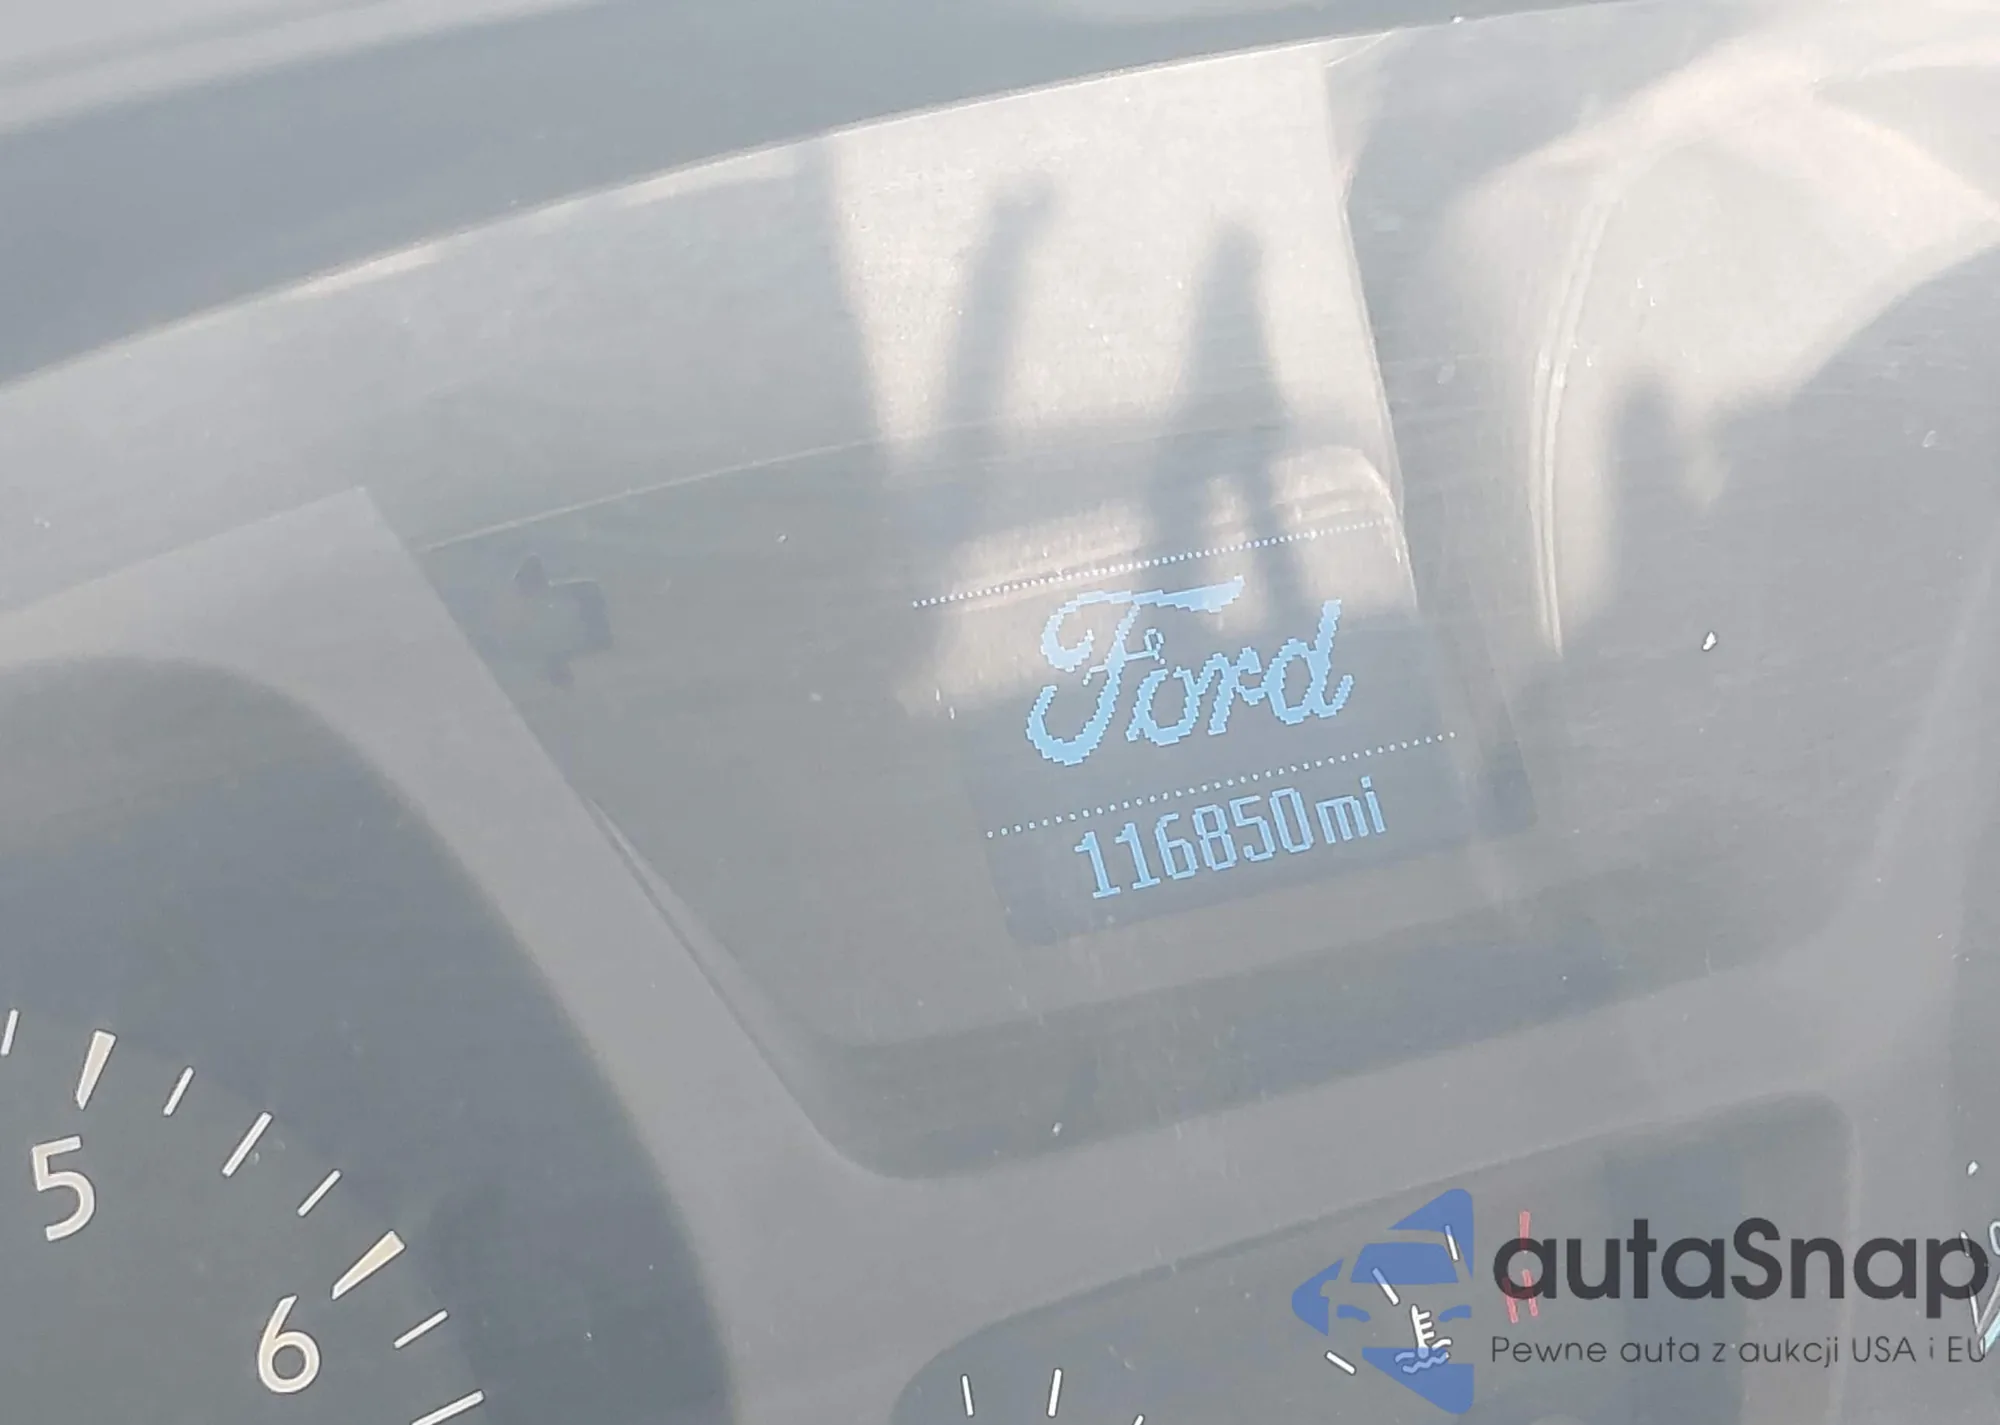 Ford
116850mi
5
6
H
autaSnap
Pewne auta z aukcji USA i EU